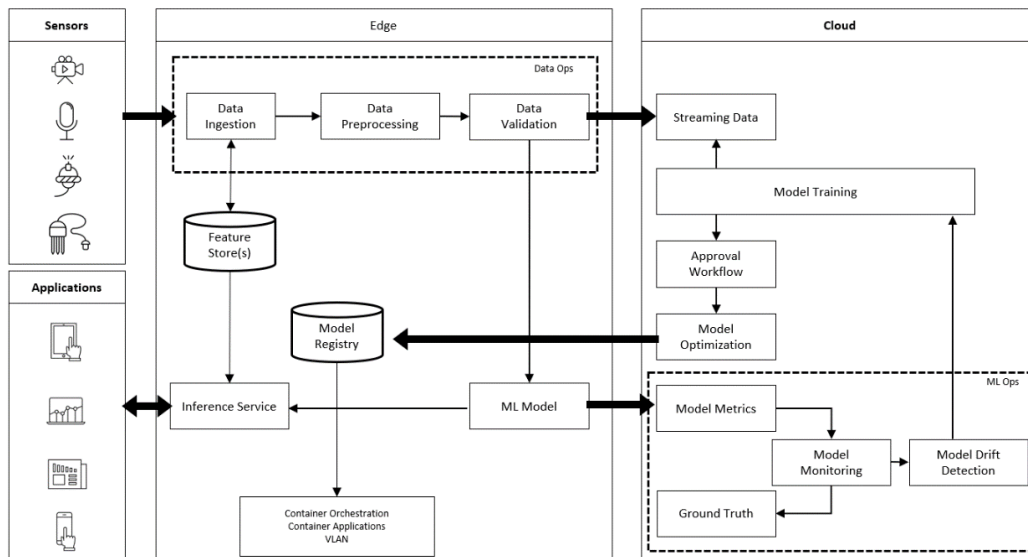 Sensors
Edge
Cloud
Data Ops
Data
Ingestion
Data
Preprocessing
Data
Validation
Streaming Data
Model Training
Feature
Store(s)
Approval
Workflow
Applications
Model
Registry
Model
Optimization
ML Ops
Inference Service
ML Model
Model Metrics
Model
Monitoring
Model Drift
Detection
Ground Truth
Container Orchestration
Container Applications
VLAN